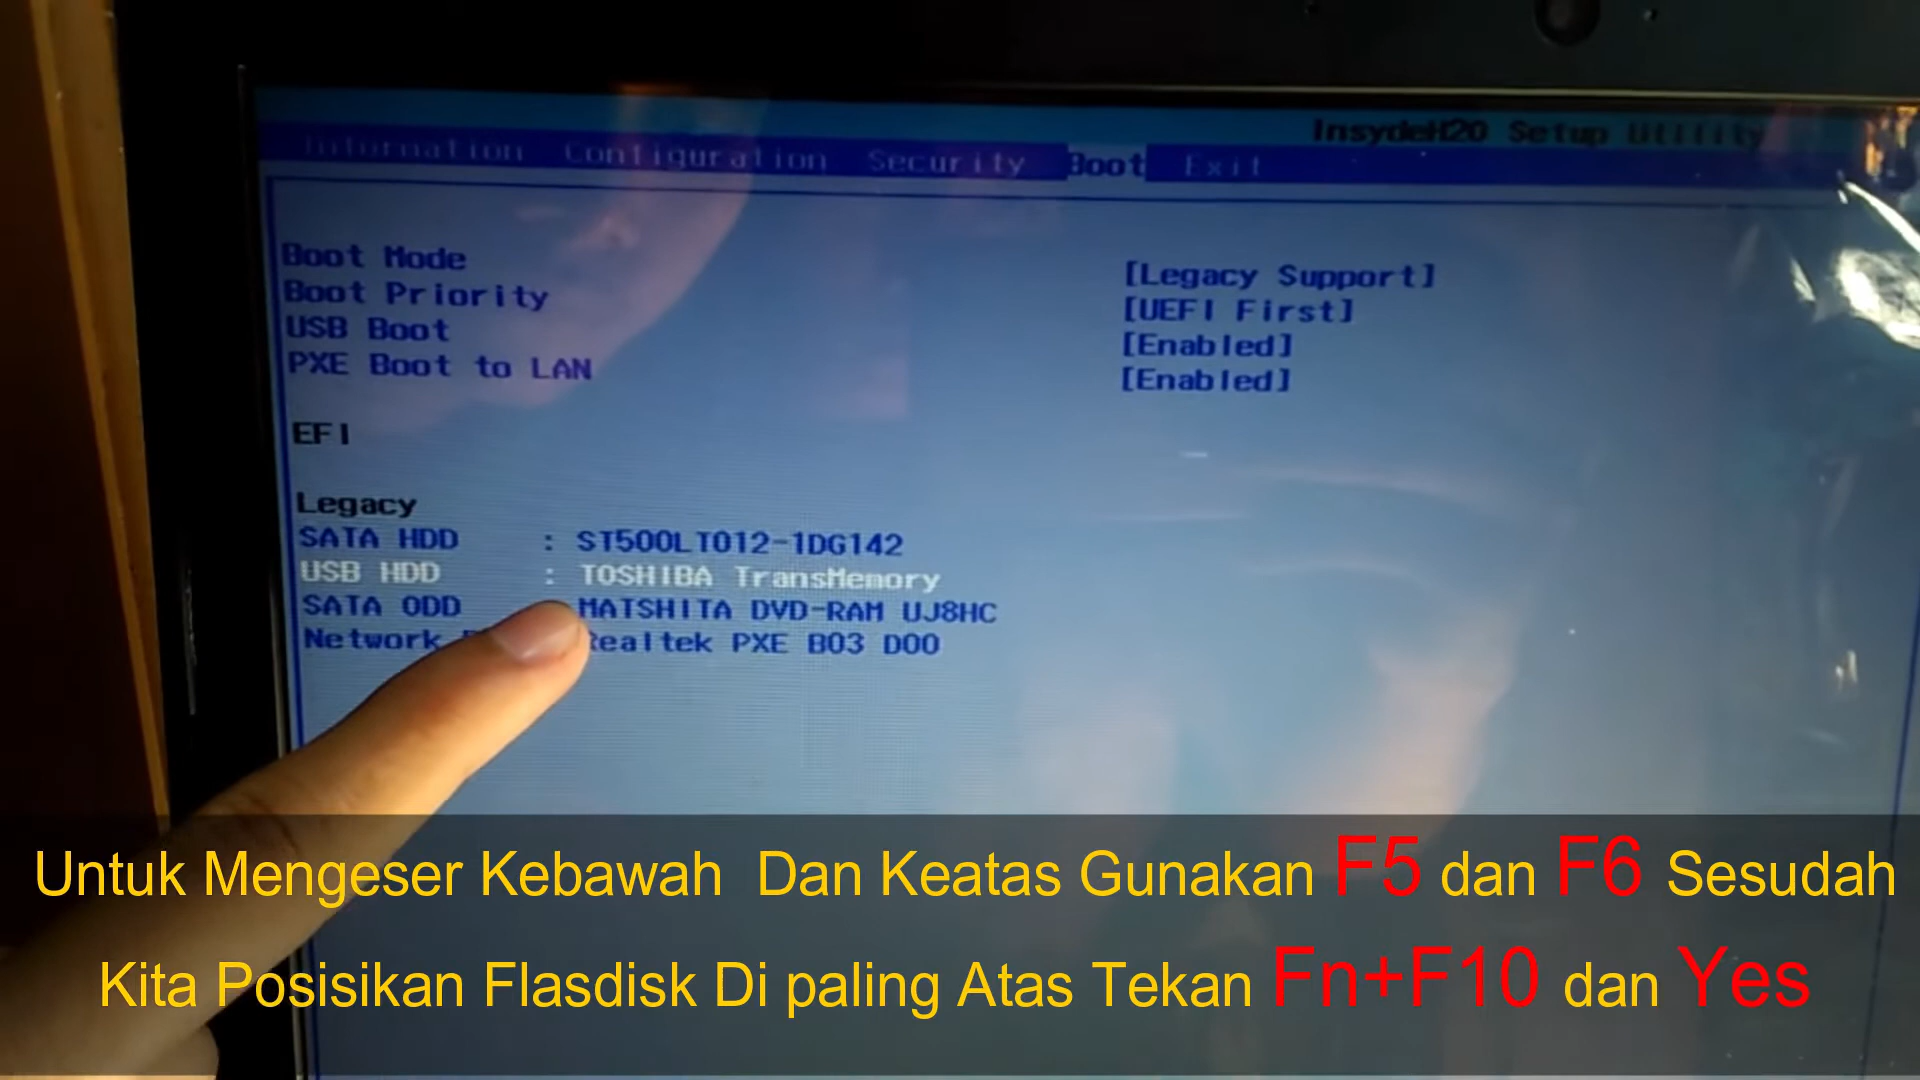 InsydeH20 Setup Utility
Information Configuration Security Boot Exit
Boot Mode [Legacy Support]
Boot Priority [UEFI First]
USB Boot [Enabled]
PXE Boot to LAN [Enabled]
EFI
Legacy
SATA HDD : ST500LT012-1DG142
USB HDD : TOSHIBA TransMemory
SATA ODD MATSHITA DVD-RAM UJ8HC
Network Realtek PXE B03 D00
Untuk Mengeser Kebawah Dan Keatas Gunakan F5 dan F6 Sesudah
Kita Posisikan Flasdisk Di paling Atas Tekan Fn+F10 dan Yes